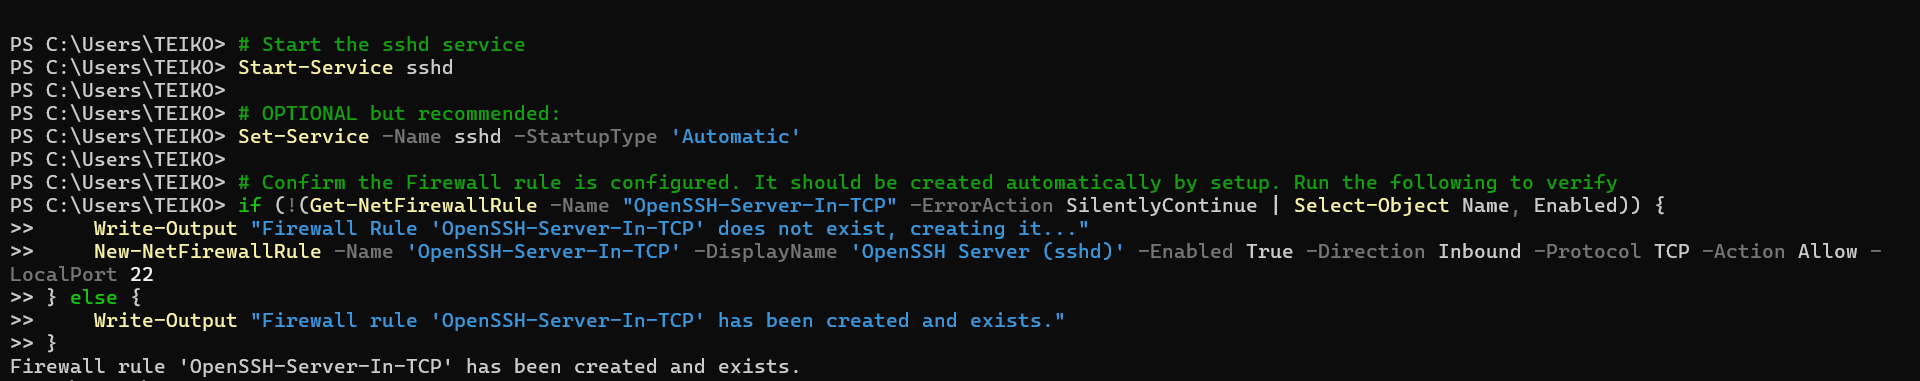 PS C:\Users\TEIKO> # Start the sshd service
PS C:\Users\TEIKO> Start-Service sshd
PS C:\Users\TEIKO>
PS C:\Users\TEIKO> # OPTIONAL but recommended:
PS C:\Users\TEIKO> Set-Service -Name sshd -StartupType 'Automatic'
PS C:\Users\TEIKO>
PS C:\Users\TEIKO> # Confirm the Firewall rule is configured. It should be created automatically by setup. Run the following to verify
PS C:\Users\TEIKO> if (!(Get-NetFirewallRule -Name "OpenSSH-Server-In-TCP" -ErrorAction SilentlyContinue | Select-Object Name, Enabled)) {
>>     Write-Output "Firewall Rule 'OpenSSH-Server-In-TCP' does not exist, creating it..."
>>     New-NetFirewallRule -Name 'OpenSSH-Server-In-TCP' -DisplayName 'OpenSSH Server (sshd)' -Enabled True -Direction Inbound -Protocol TCP -Action Allow -
LocalPort 22
>> } else {
>>     Write-Output "Firewall rule 'OpenSSH-Server-In-TCP' has been created and exists."
>> }
Firewall rule 'OpenSSH-Server-In-TCP' has been created and exists.